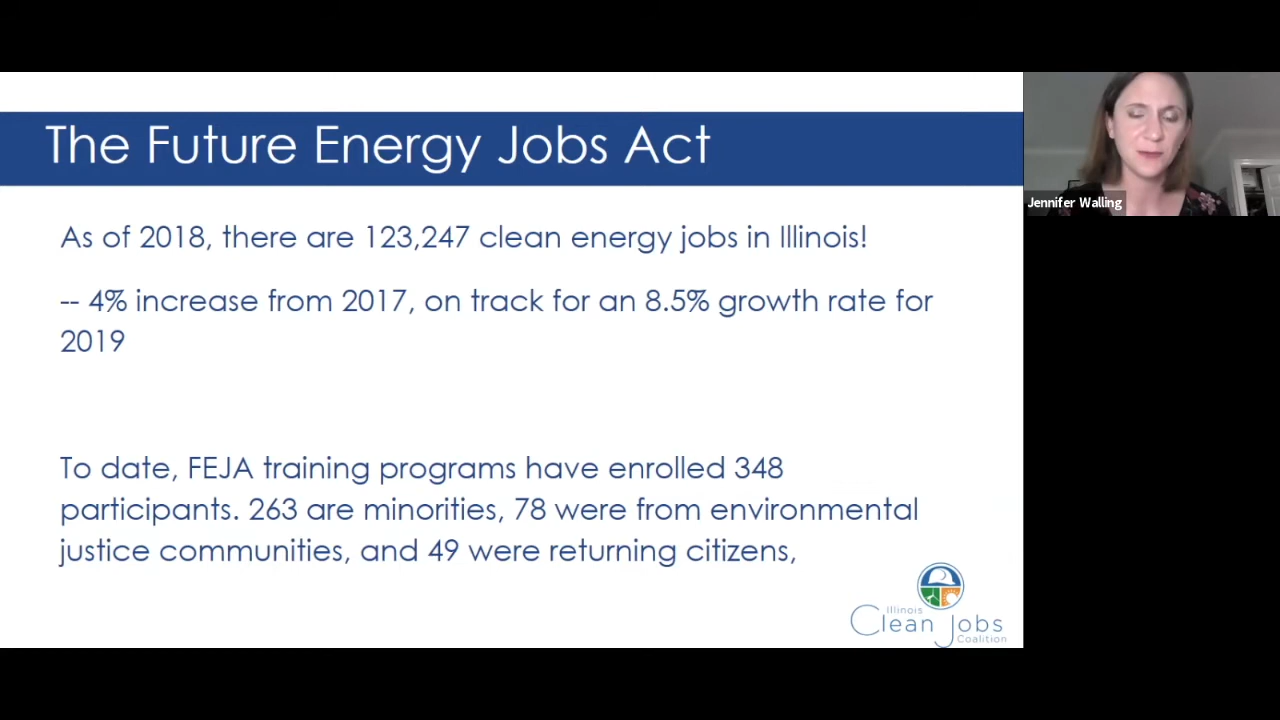 The Future Energy Jobs Act
As of 2018, there are 123,247 clean energy jobs in Illinois!
-- 4% increase from 2017, on track for an 8.5% growth rate for
2019
To date, FEJA training programs have enrolled 348
participants. 263 are minorities, 78 were from environmental
justice communities, and 49 were returning citizens,
Illinois
Clean Jobs
Coalition
Jennifer Walling